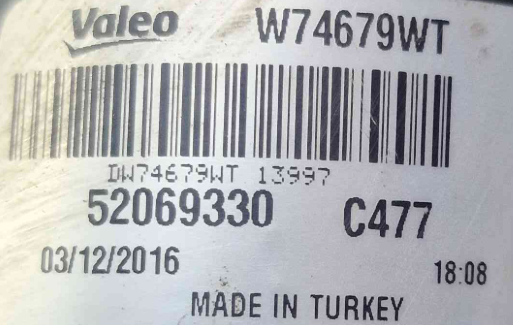 Valeo W74679WT
DW74679WT 13997
52069330 C477
03/12/2016 18:08
MADE IN TURKEY